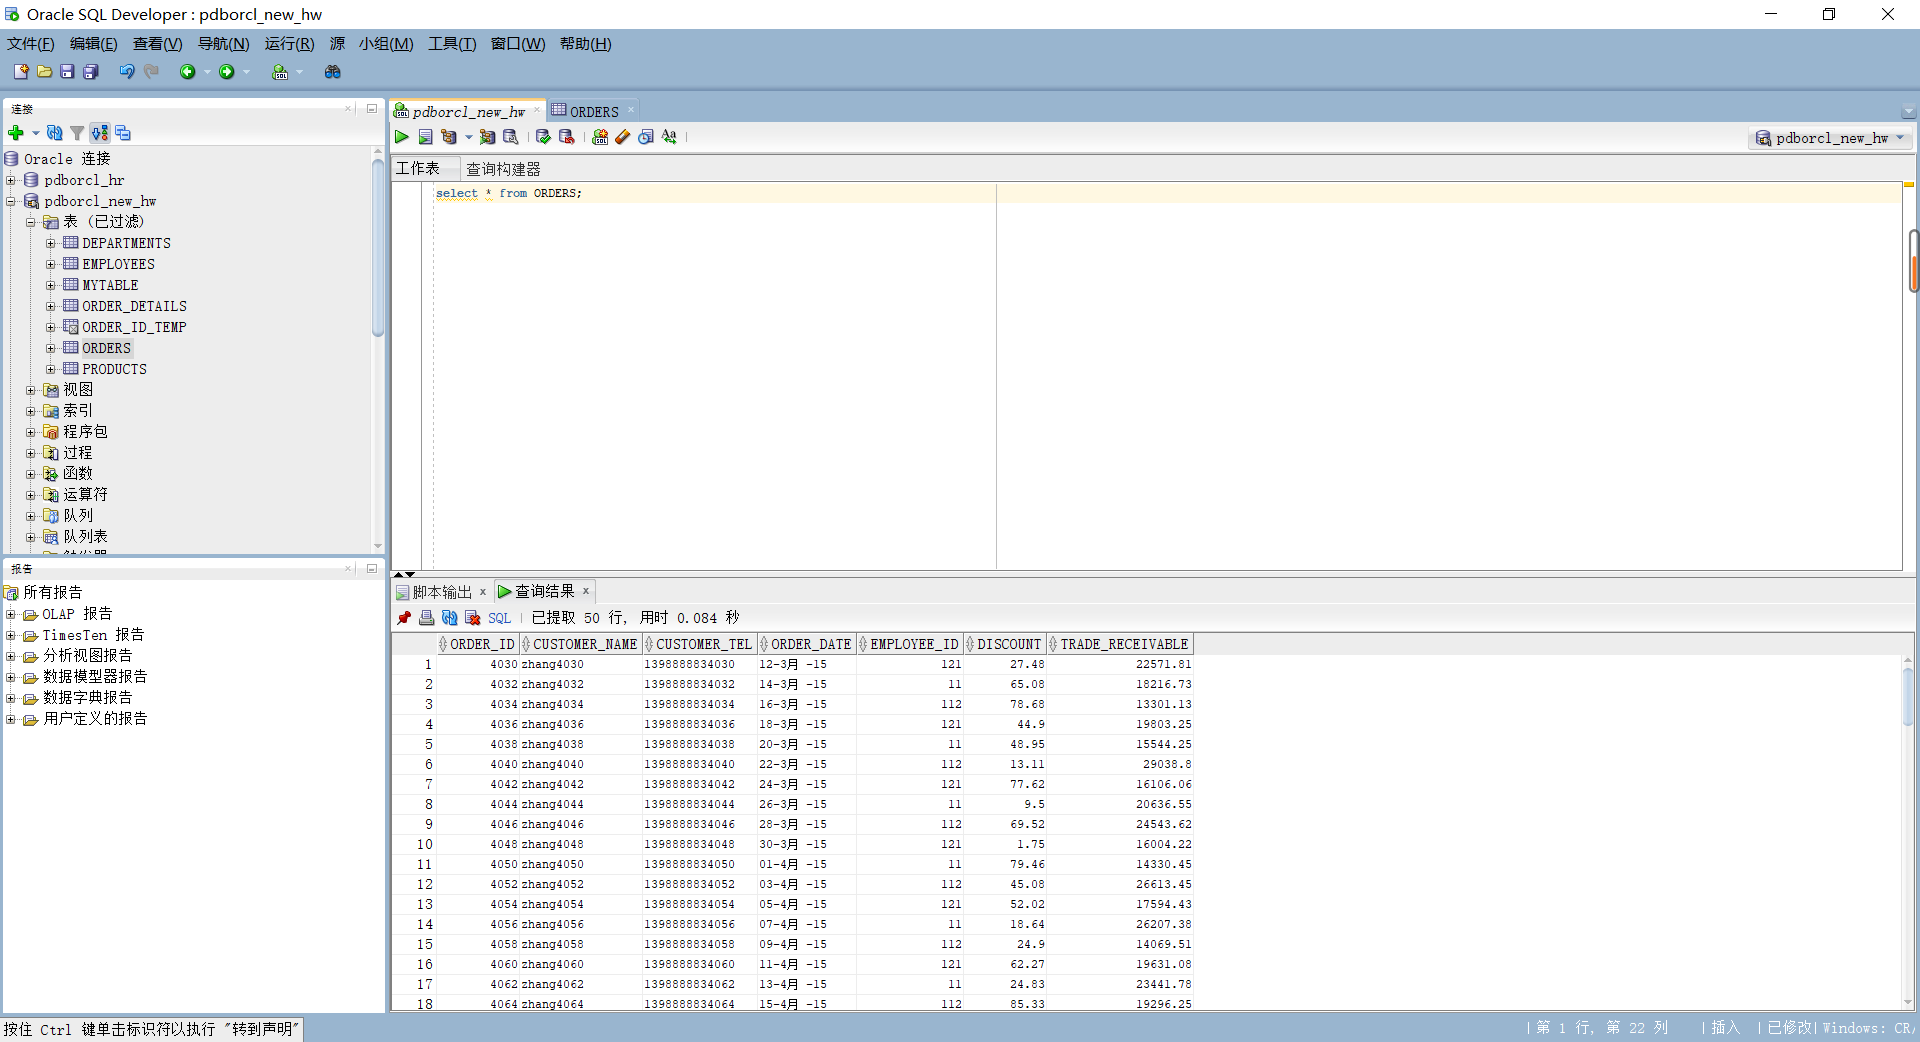 Oracle SQL Developer : pdborcl_new_hw
文件(F) 编辑(E) 查看(V) 导航(N) 运行(R) 源 小组(M) 工具(T) 窗口(W) 帮助(H)
连接
Oracle 连接
pdborcl_hr
pdborcl_new_hw
表 (已过滤)
DEPARTMENTS
EMPLOYEES
MYTABLE
ORDER_DETAILS
ORDER_ID_TEMP
ORDERS
PRODUCTS
视图
索引
程序包
过程
函数
运算符
队列
队列表
报告
所有报告
OLAP 报告
TimesTen 报告
分析视图报告
数据模型器报告
数据字典报告
用户定义的报告
pdborcl_new_hw ORDERS
pdborcl_new_hw
工作表 查询构建器
select * from ORDERS;
脚本输出 查询结果
SQL 已提取 50 行, 用时 0.084 秒
ORDER_ID CUSTOMER_NAME CUSTOMER_TEL ORDER_DATE EMPLOYEE_ID DISCOUNT TRADE_RECEIVABLE
1 4030 zhang4030 1398888834030 12-3月 -15 121 27.48 22571.81
2 4032 zhang4032 1398888834032 14-3月 -15 11 65.08 18216.73
3 4034 zhang4034 1398888834034 16-3月 -15 112 78.68 13301.13
4 4036 zhang4036 1398888834036 18-3月 -15 121 44.9 19803.25
5 4038 zhang4038 1398888834038 20-3月 -15 11 48.95 15544.25
6 4040 zhang4040 1398888834040 22-3月 -15 112 13.11 29038.8
7 4042 zhang4042 1398888834042 24-3月 -15 121 77.62 16106.06
8 4044 zhang4044 1398888834044 26-3月 -15 11 9.5 20636.55
9 4046 zhang4046 1398888834046 28-3月 -15 112 69.52 24543.62
10 4048 zhang4048 1398888834048 30-3月 -15 121 1.75 16004.22
11 4050 zhang4050 1398888834050 01-4月 -15 11 79.46 14330.45
12 4052 zhang4052 1398888834052 03-4月 -15 112 45.08 26613.45
13 4054 zhang4054 1398888834054 05-4月 -15 121 52.02 17594.43
14 4056 zhang4056 1398888834056 07-4月 -15 11 18.64 26207.38
15 4058 zhang4058 1398888834058 09-4月 -15 112 24.9 14069.51
16 4060 zhang4060 1398888834060 11-4月 -15 121 62.27 19631.08
17 4062 zhang4062 1398888834062 13-4月 -15 11 24.83 23441.78
18 4064 zhang4064 1398888834064 15-4月 -15 112 85.33 19296.25
按住 Ctrl 键单击标识符以执行 "转到声明"
| 第 1 行, 第 22 列 | 插入 | 已修改| Windows: CR/